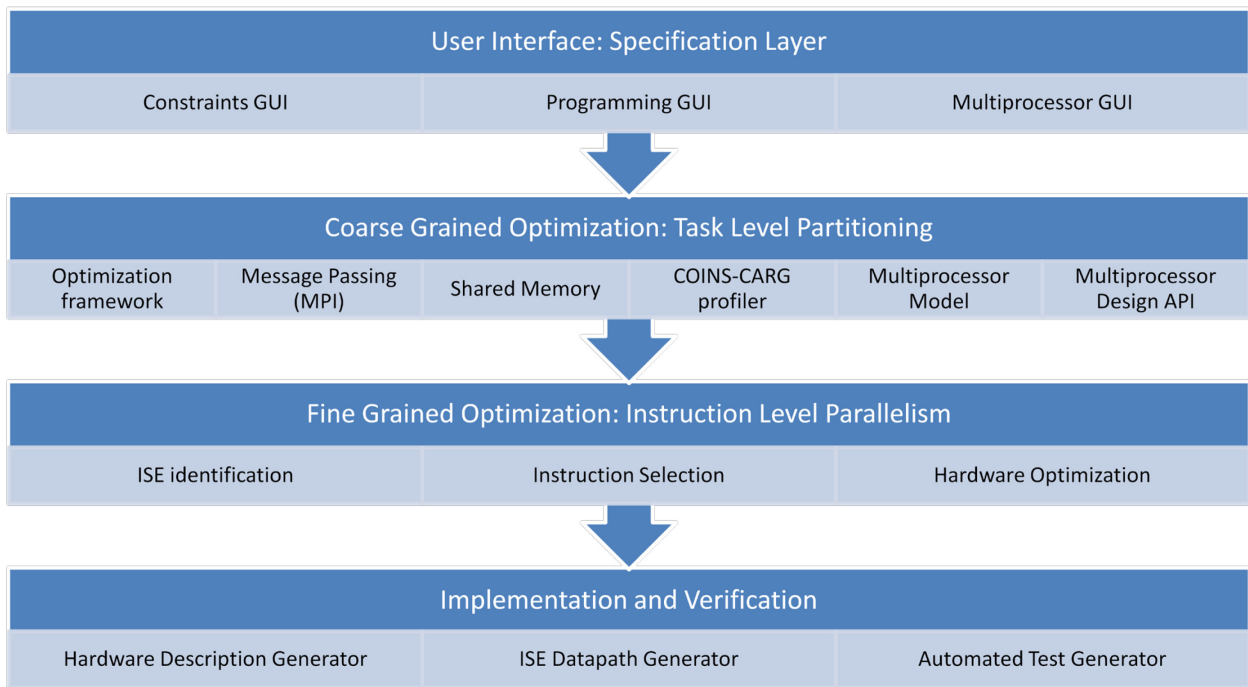 User Interface: Specification Layer
Constraints GUI
Programming GUI
Multiprocessor GUI
Coarse Grained Optimization: Task Level Partitioning
Optimization
framework
Message Passing
(MPI)
Shared Memory
COINS-CARG
profiler
Multiprocessor
Model
Multiprocessor
Design API
Fine Grained Optimization: Instruction Level Parallelism
ISE identification
Instruction Selection
Hardware Optimization
Implementation and Verification
Hardware Description Generator
ISE Datapath Generator
Automated Test Generator